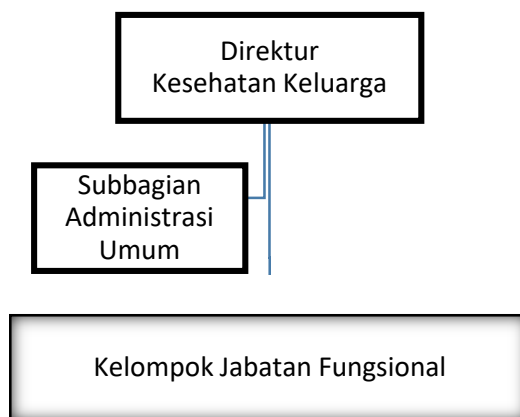 Direktur
Kesehatan Keluarga
Subbagian
Administrasi
Umum
Kelompok Jabatan Fungsional